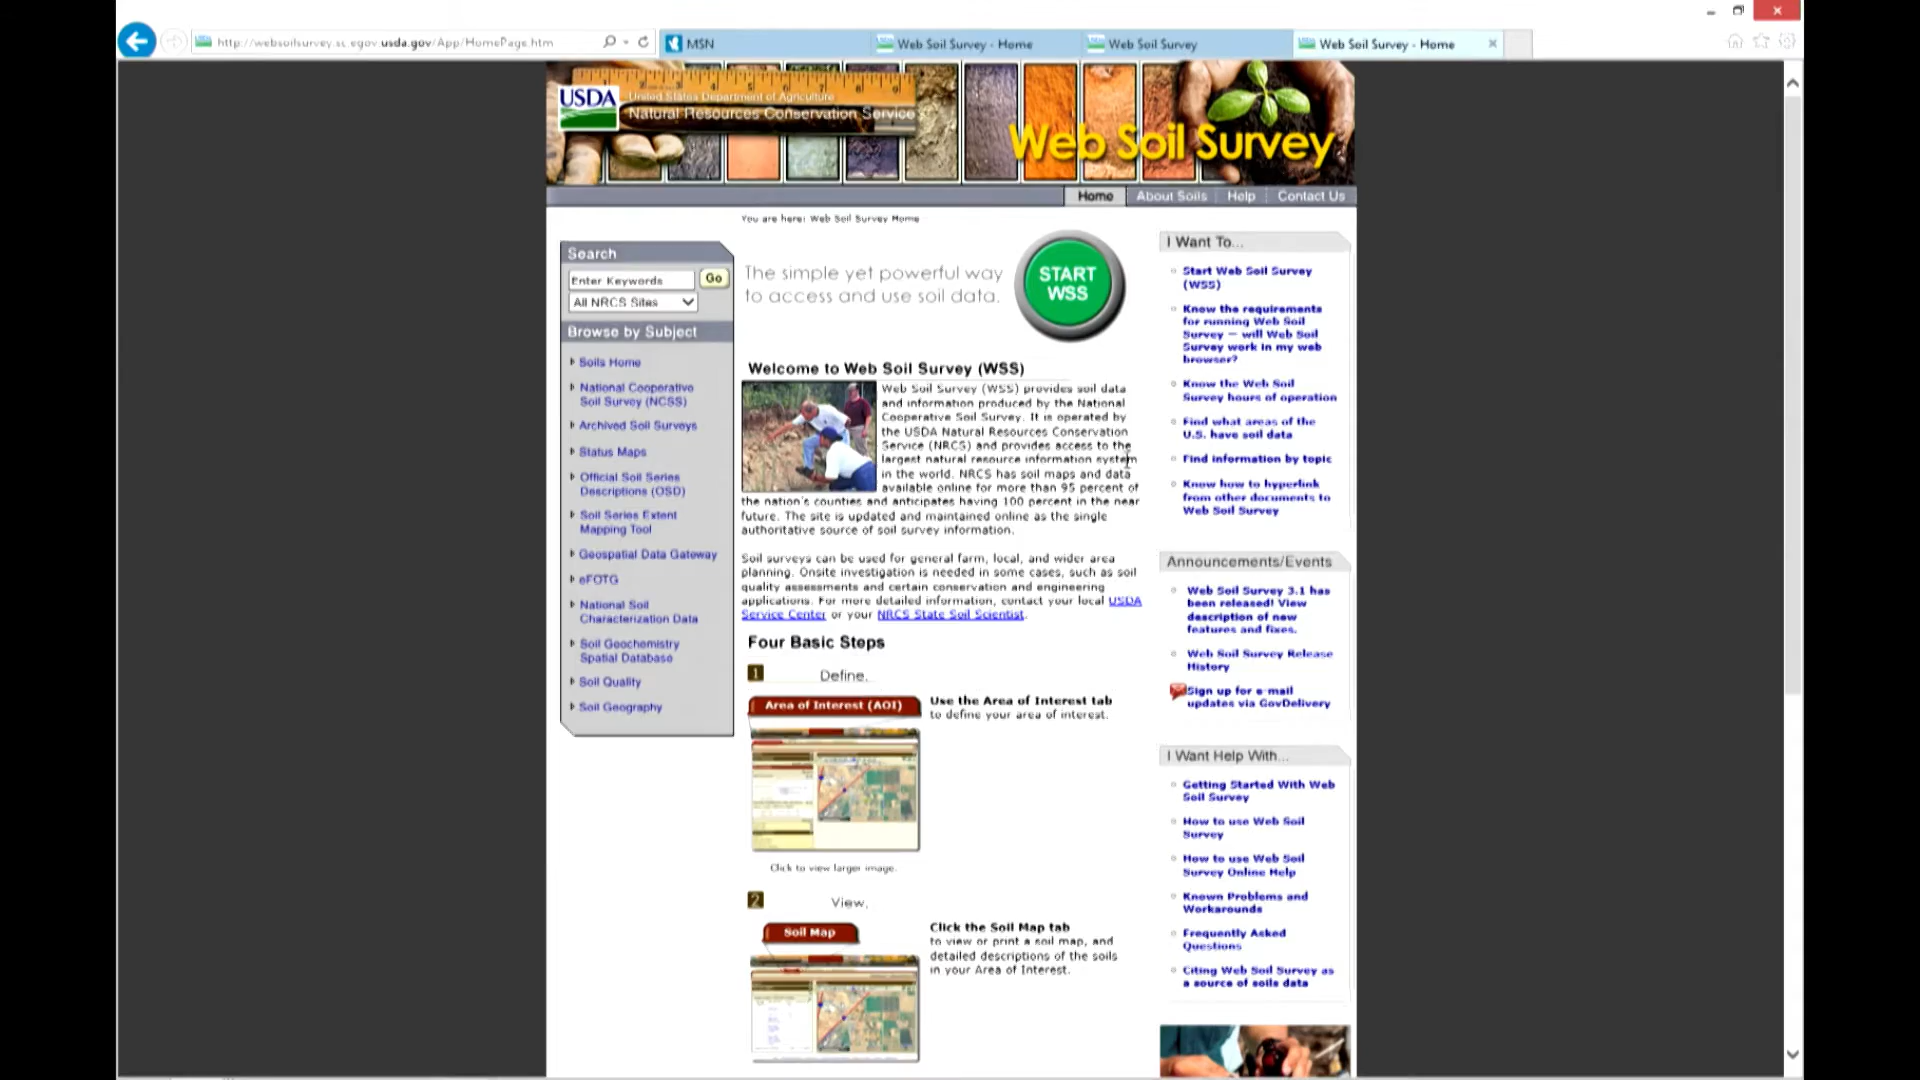 http://websoilsurvey.sc.egov.usda.gov/App/HomePage.htm
MSN
Web Soil Survey - Home
Web Soil Survey
Web Soil Survey - Home
USDA
United States Department of Agriculture
Natural Resources Conservation Service
Web Soil Survey
Home
About Soils
Help
Contact Us
You are here: Web Soil Survey Home
Search
Enter Keywords
Go
All NRCS Sites
Browse by Subject
Soils Home
National Cooperative
Soil Survey (NCSS)
Archived Soil Surveys
Status Maps
Official Soil Series
Descriptions (OSD)
Soil Series Extent
Mapping Tool
Geospatial Data Gateway
eFOTG
National Soil
Characterization Data
Soil Geochemistry
Spatial Database
Soil Quality
Soil Geography
The simple yet powerful way
to access and use soil data.
START
WSS
Welcome to Web Soil Survey (WSS)
Web Soil Survey (WSS) provides soil data
and information produced by the National
Cooperative Soil Survey. It is operated by
the USDA Natural Resources Conservation
Service (NRCS) and provides access to the
largest natural resource information system
in the world. NRCS has soil maps and data
available online for more than 95 percent of
the nation's counties and anticipates having 100 percent in the near
future. The site is updated and maintained online as the single
authoritative source of soil survey information.
Soil surveys can be used for general farm, local, and wider area
planning. Onsite investigation is needed in some cases, such as soil
quality assessments and certain conservation and engineering
applications. For more detailed information, contact your local USDA
Service Center or your NRCS State Soil Scientist.
Four Basic Steps
1
Define.
Area of Interest (AOI)
Use the Area of Interest tab
to define your area of interest.
Click to view larger image.
2
View.
Soil Map
Click the Soil Map tab
to view or print a soil map, and
detailed descriptions of the soils
in your Area of Interest.
I Want To...
Start Web Soil Survey
(WSS)
Know the requirements
for running Web Soil
Survey — will Web Soil
Survey work in my web
browser?
Know the Web Soil
Survey hours of operation
Find what areas of the
U.S. have soil data
Find information by topic
Know how to hyperlink
from other documents to
Web Soil Survey
Announcements/Events
Web Soil Survey 3.1 has
been released! View
description of new
features and fixes.
Web Soil Survey Release
History
Sign up for e-mail
updates via GovDelivery
I Want Help With...
Getting Started With Web
Soil Survey
How to use Web Soil
Survey
How to use Web Soil
Survey Online Help
Known Problems and
Workarounds
Frequently Asked
Questions
Citing Web Soil Survey as
a source of soils data